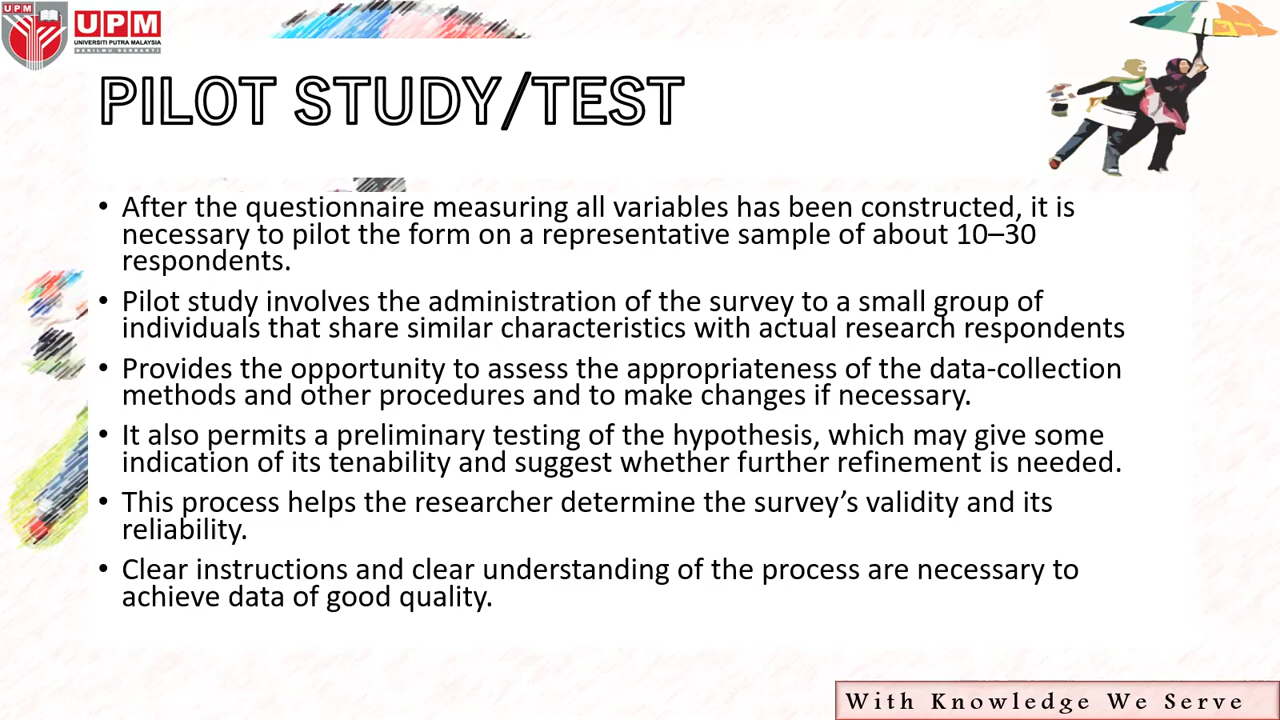 UPM
UPM
UNIVERSITI PUTRA MALAYSIA
BERILMU BERBAKTI
PILOT STUDY/TEST
• After the questionnaire measuring all variables has been constructed, it is
necessary to pilot the form on a representative sample of about 10–30
respondents.
• Pilot study involves the administration of the survey to a small group of
individuals that share similar characteristics with actual research respondents
• Provides the opportunity to assess the appropriateness of the data-collection
methods and other procedures and to make changes if necessary.
• It also permits a preliminary testing of the hypothesis, which may give some
indication of its tenability and suggest whether further refinement is needed.
• This process helps the researcher determine the survey’s validity and its
reliability.
• Clear instructions and clear understanding of the process are necessary to
achieve data of good quality.
With Knowledge We Serve